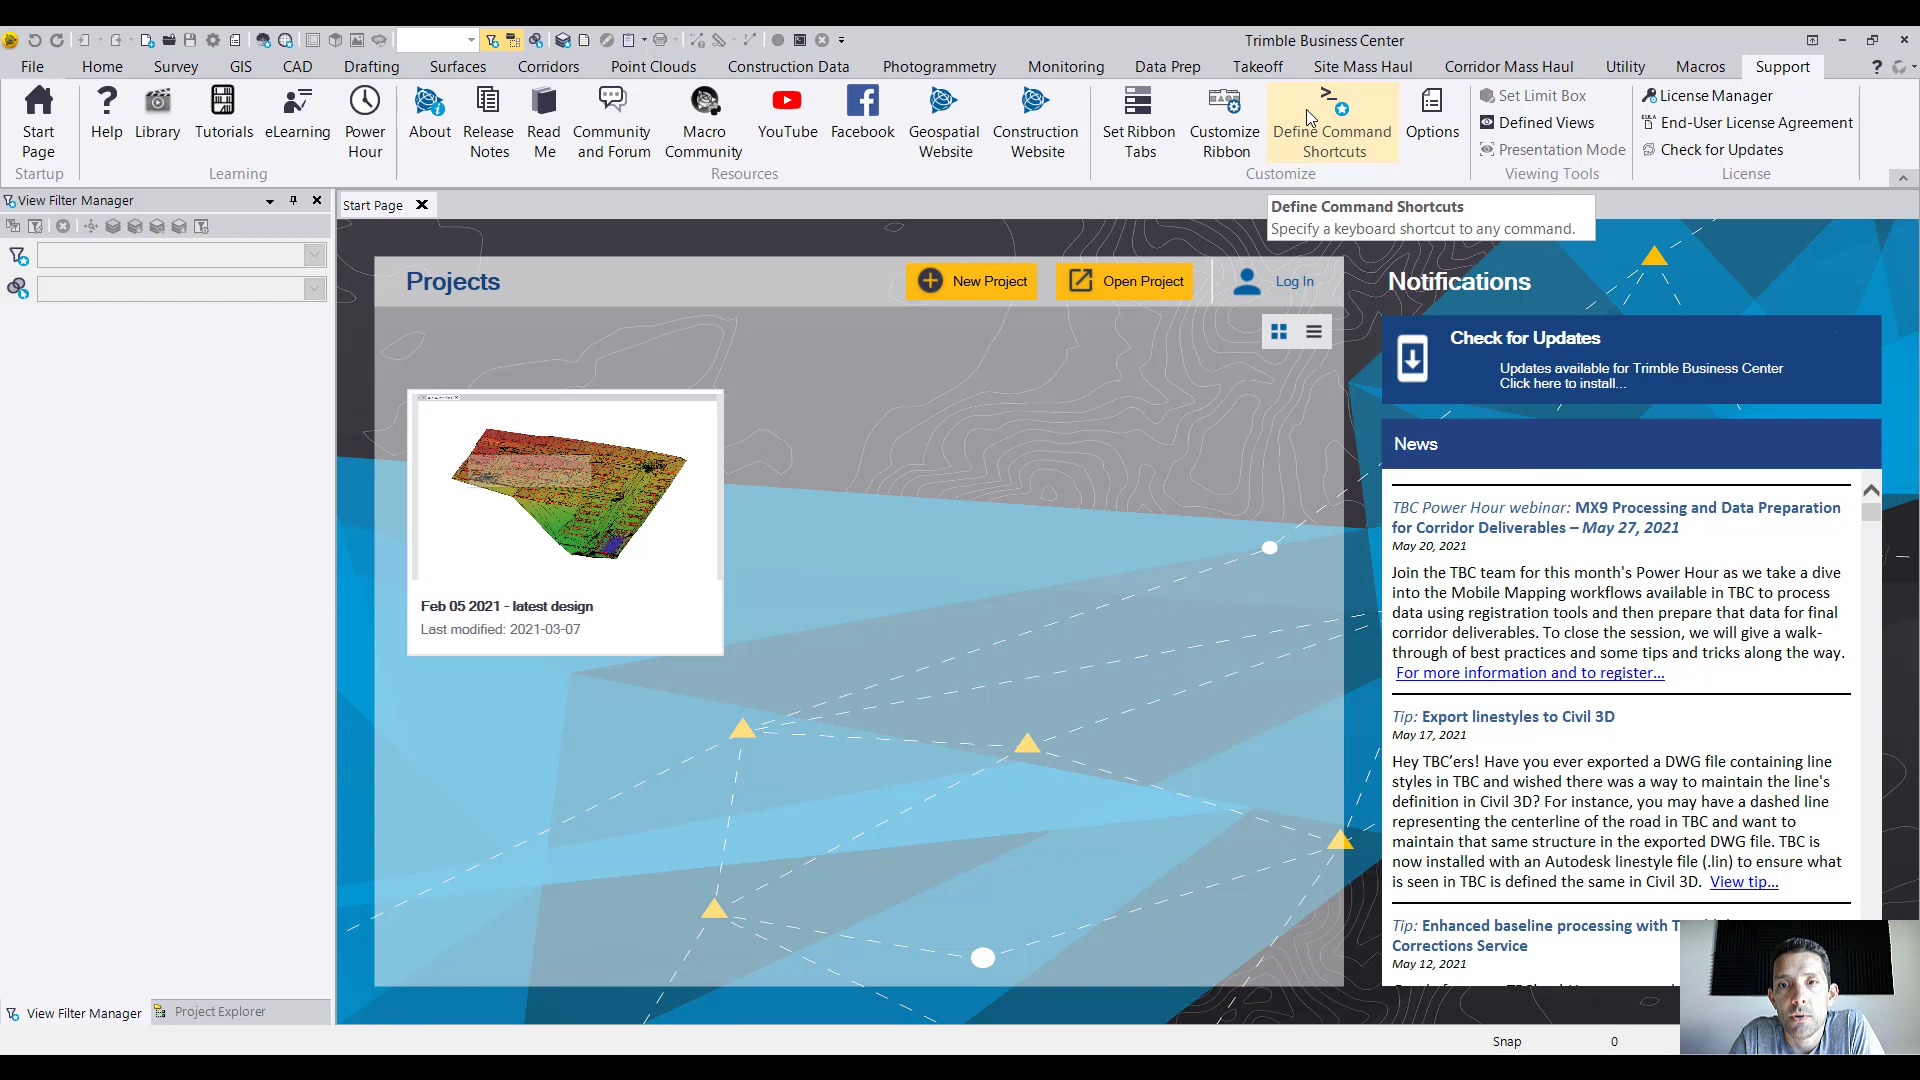 Trimble Business Center
File Home Survey GIS CAD Drafting Surfaces Corridors Point Clouds Construction Data Photogrammetry Monitoring Data Prep Takeoff Site Mass Haul Corridor Mass Haul Utility Macros Support
Start Page
Startup
Help
Library
Tutorials
eLearning
Power Hour
Learning
About
Release Notes
Read Me
Community and Forum
Macro Community
YouTube
Facebook
Geospatial Website
Construction Website
Resources
Set Ribbon Tabs
Customize Ribbon
Define Command Shortcuts
Options
Customize
Set Limit Box
Defined Views
Presentation Mode
Viewing Tools
License Manager
End-User License Agreement
Check for Updates
License
View Filter Manager
Start Page
Define Command Shortcuts
Specify a keyboard shortcut to any command.
Projects
New Project
Open Project
Log In
Feb 05 2021 - latest design
Last modified: 2021-03-07
Notifications
Check for Updates
Updates available for Trimble Business Center
Click here to install...
News
TBC Power Hour webinar: MX9 Processing and Data Preparation
for Corridor Deliverables – May 27, 2021
May 20, 2021
Join the TBC team for this month's Power Hour as we take a dive
into the Mobile Mapping workflows available in TBC to process
data using registration tools and then prepare that data for final
corridor deliverables. To close the session, we will give a walk-
through of best practices and some tips and tricks along the way.
For more information and to register...
Tip: Export linestyles to Civil 3D
May 17, 2021
Hey TBC’ers! Have you ever exported a DWG file containing line
styles in TBC and wished there was a way to maintain the line's
definition in Civil 3D? For instance, you may have a dashed line
representing the centerline of the road in TBC and want to
maintain that same structure in the exported DWG file. TBC is
now installed with an Autodesk linestyle file (.lin) to ensure what
is seen in TBC is defined the same in Civil 3D. View tip...
Tip: Enhanced baseline processing with
Corrections Service
May 12, 2021
View Filter Manager
Project Explorer
Snap
0